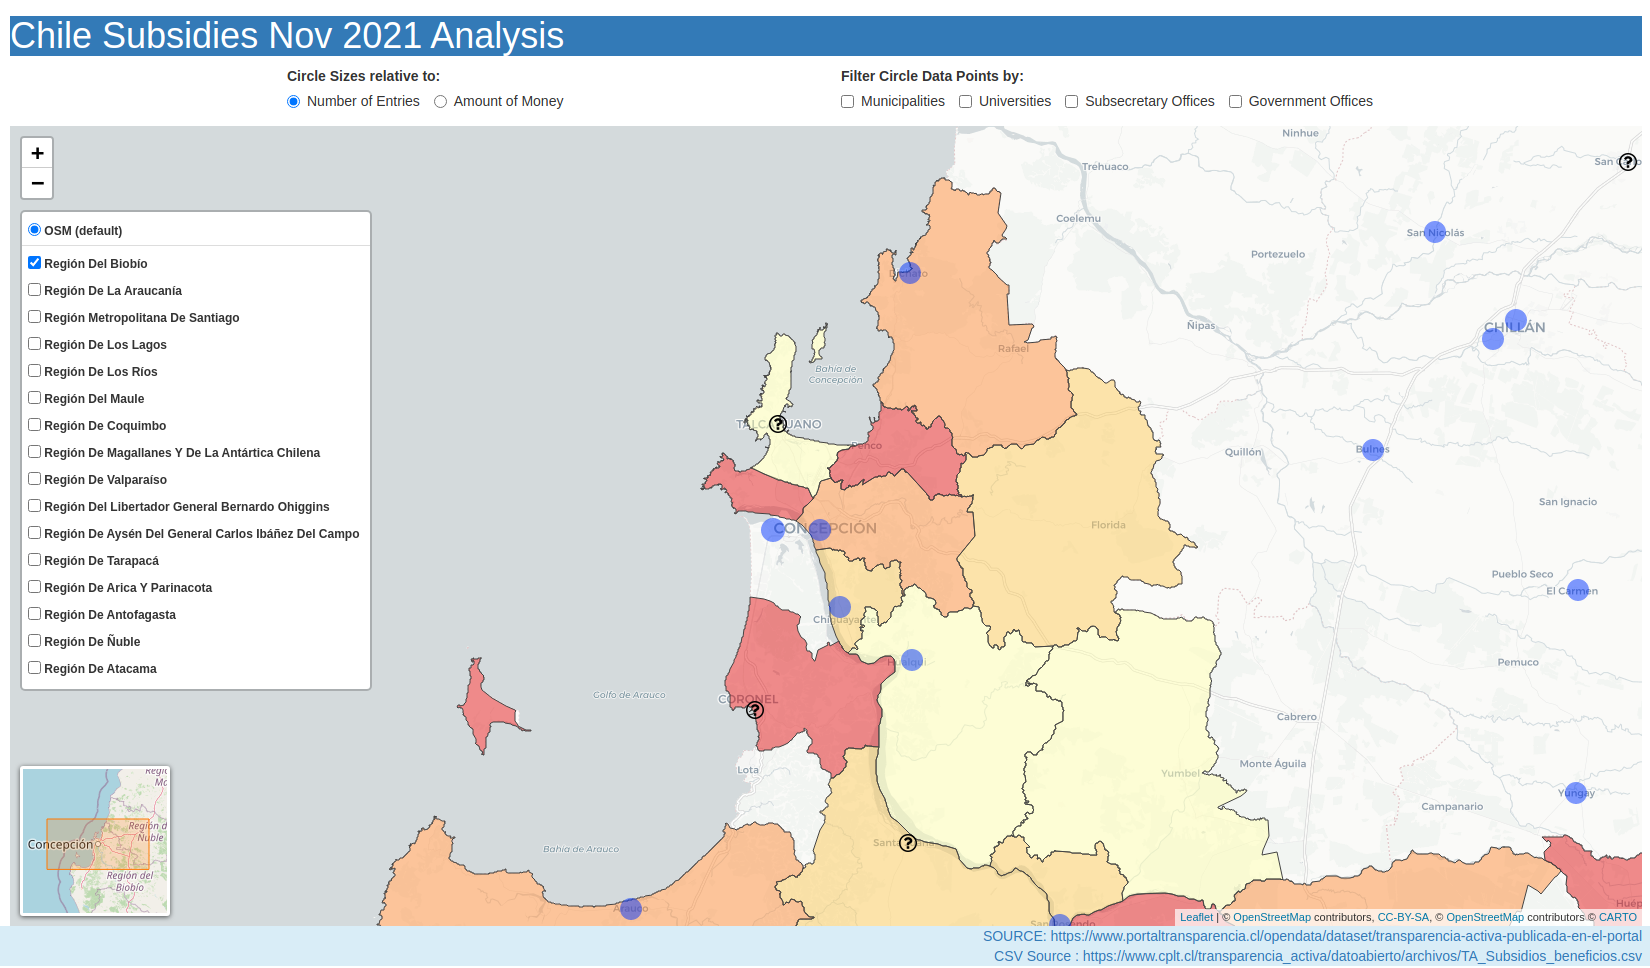 Chile Subsidies Nov 2021 Analysis
Circle Sizes relative to:
Number of Entries
Amount of Money
Filter Circle Data Points by:
Municipalities
Universities
Subsecretary Offices
Government Offices
+
−
OSM (default)
Región Del Biobío
Región De La Araucanía
Región Metropolitana De Santiago
Región De Los Lagos
Región De Los Ríos
Región Del Maule
Región De Coquimbo
Región De Magallanes Y De La Antártica Chilena
Región De Valparaíso
Región Del Libertador General Bernardo Ohiggins
Región De Aysén Del General Carlos Ibáñez Del Campo
Región De Tarapacá
Región De Arica Y Parinacota
Región De Antofagasta
Región De Ñuble
Región De Atacama
Ninhue
Trehuaco
San
?
Coelemu
San Nicolás
Portezuelo
Ñipas
CHILLÁN
Rafael
Bahía de
Concepción
?
Penco
Bulnes
Quillón
San Ignacio
CONCEPCIÓN
Florida
Pueblo Seco
El Carmen
Chiguayante
Hualqui
Pemuco
Golfo de Arauco
CORONEL
?
Cabrero
Lota
Monte Águila
Yumbel
Yungay
Campanario
?
Bahía de Arauco
Arauco
Concepción
Región del
Biobío
Ñuble
Leaflet | © OpenStreetMap contributors, CC-BY-SA, © OpenStreetMap contributors © CARTO
SOURCE: https://www.portaltransparencia.cl/opendata/dataset/transparencia-activa-publicada-en-el-portal
CSV Source : https://www.cplt.cl/transparencia_activa/datoabierto/archivos/TA_Subsidios_beneficios.csv